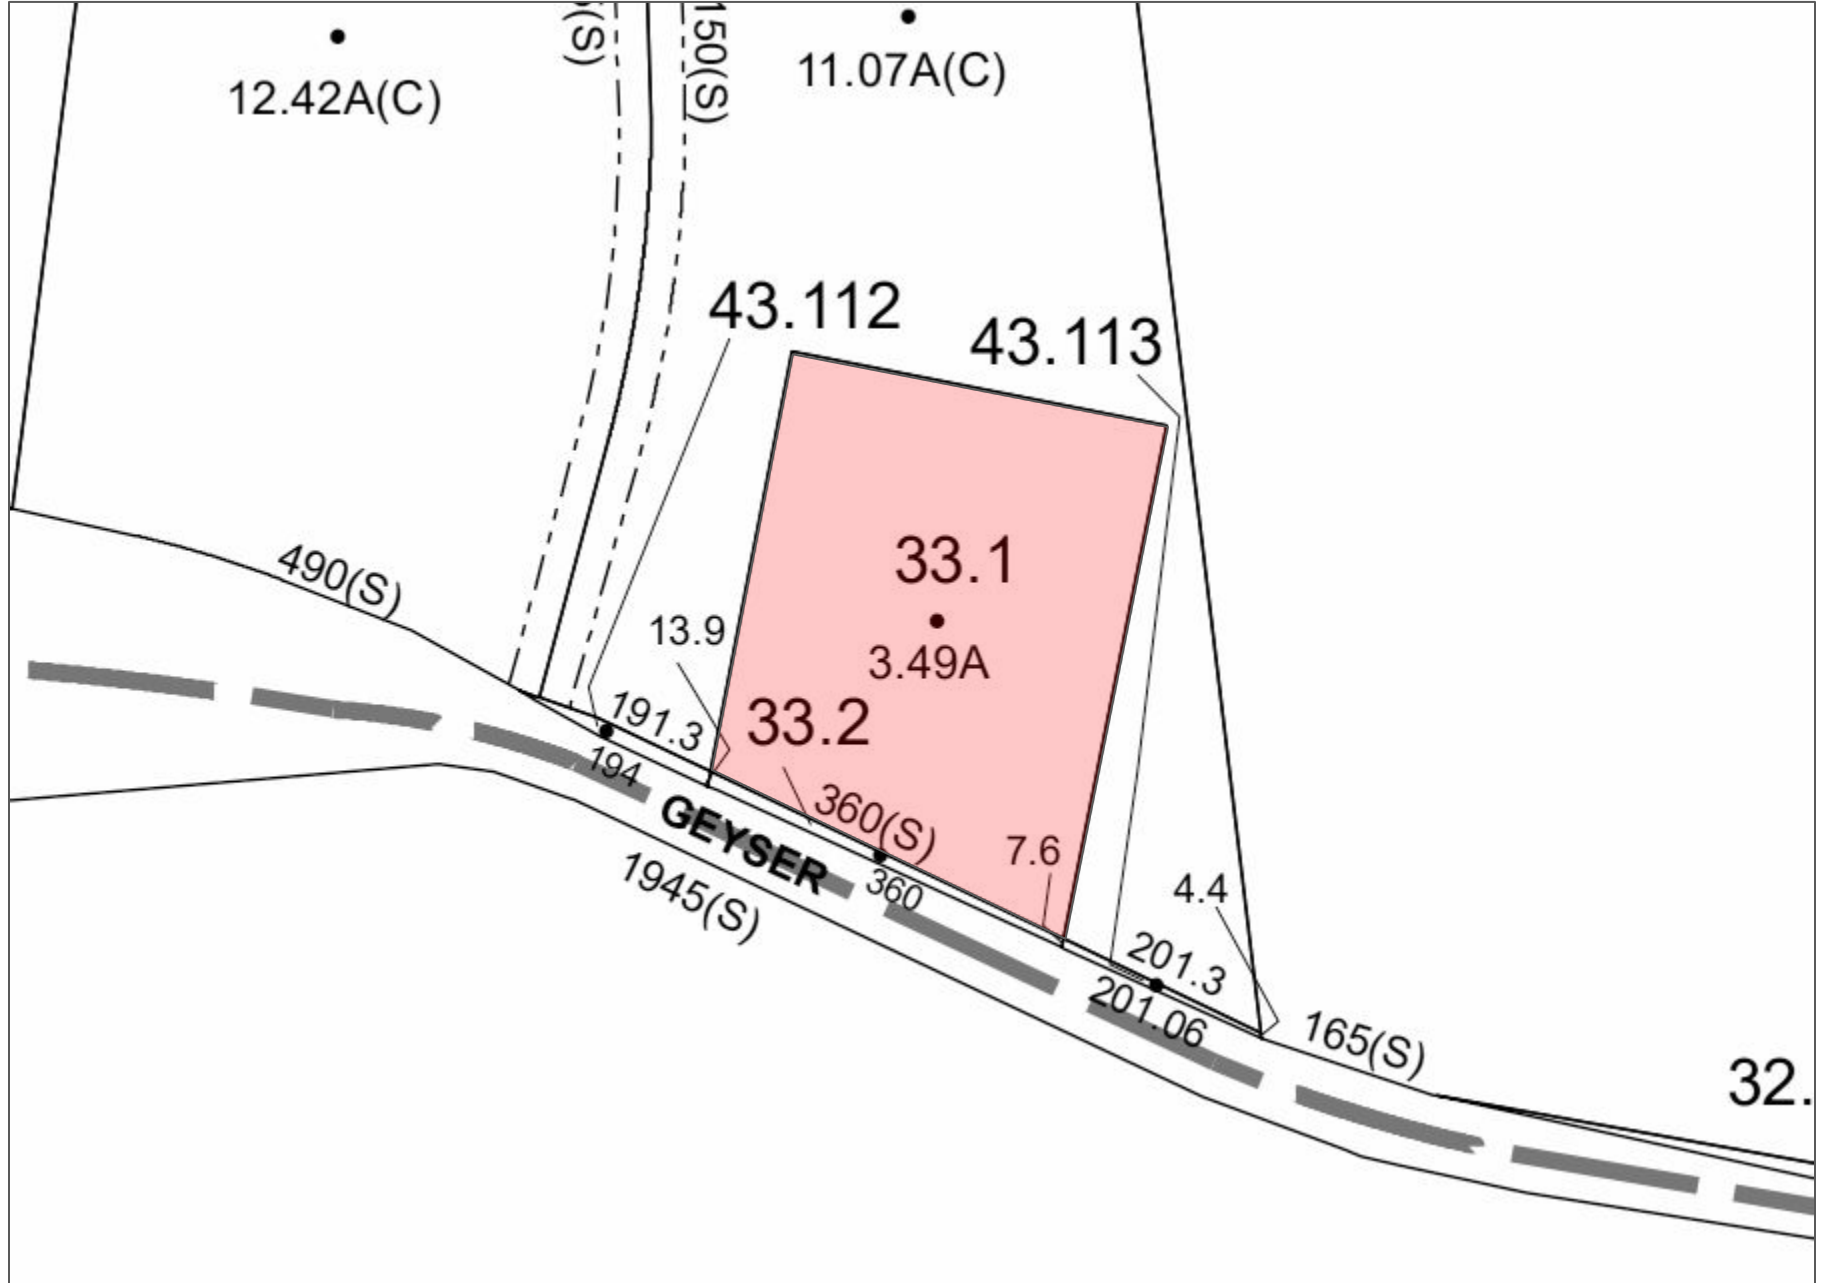 (S)
150(S)
12.42A(C)
11.07A(C)
43.112
43.113
490(S)
33.1
3.49A
13.9
33.2
191.3
194
360(S)
360
7.6
GEYSER
1945(S)
4.4
201.3
201.06
165(S)
32.